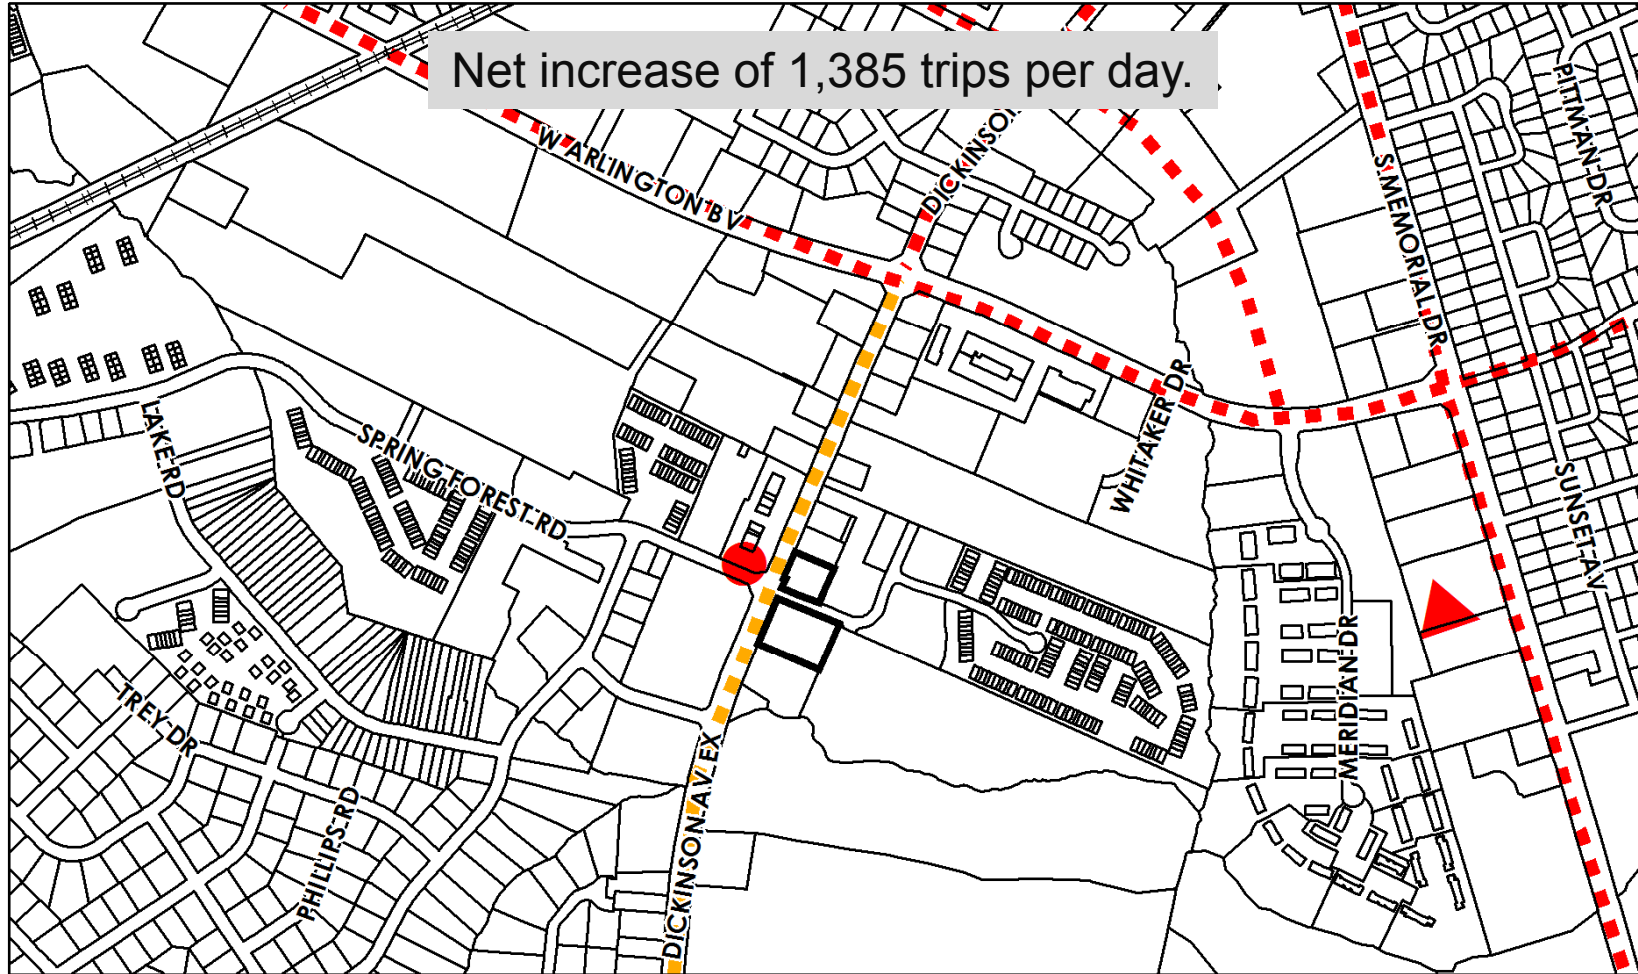 Net increase of 1,385 trips per day.
PITMAN DR
DICKINSON
W ARLINGTON BV
S MEMORIAL DR
WHITAKER DR
LAKE RD
SPRING FOREST RD
SUNSET AV
MERIDIAN DR
TREY DR
PHILLIPS RD
DICKINSON AV EX